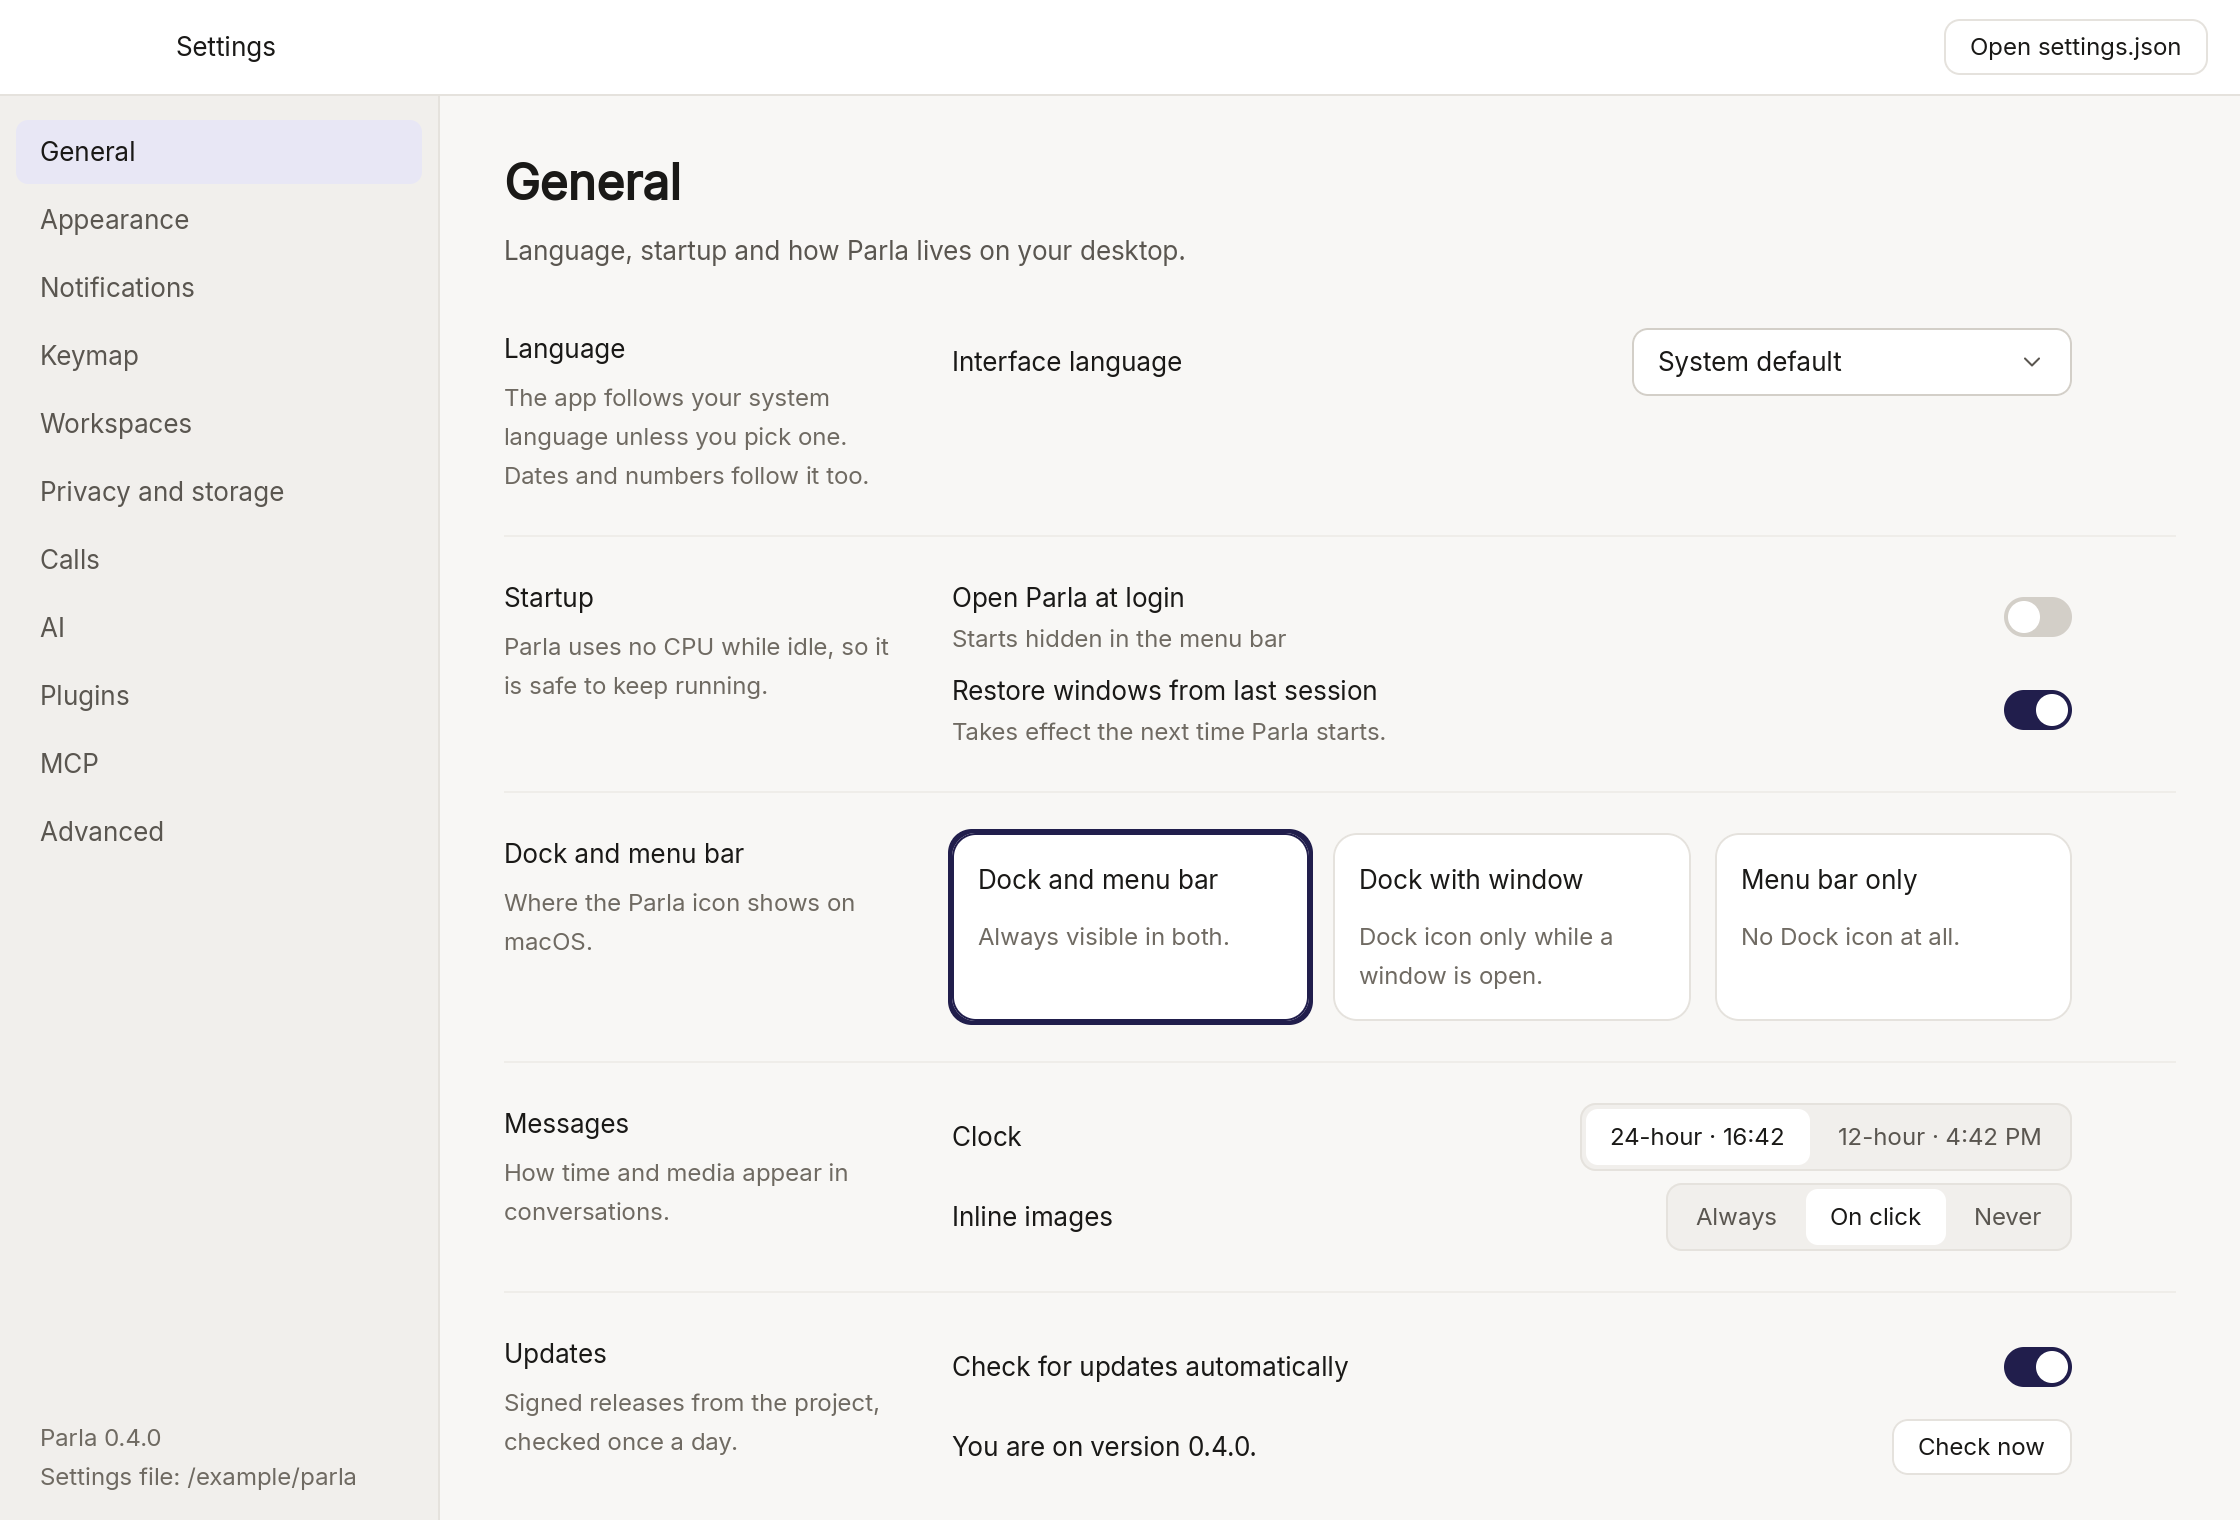 Settings
Open settings.json
General
Appearance
Notifications
Keymap
Workspaces
Privacy and storage
Calls
AI
Plugins
MCP
Advanced
Parla 0.4.0
Settings file: /example/parla
General
Language, startup and how Parla lives on your desktop.
Language
The app follows your system
language unless you pick one.
Dates and numbers follow it too.
Interface language
System default
Startup
Parla uses no CPU while idle, so it
is safe to keep running.
Open Parla at login
Starts hidden in the menu bar
Restore windows from last session
Takes effect the next time Parla starts.
Dock and menu bar
Where the Parla icon shows on
macOS.
Dock and menu bar
Always visible in both.
Dock with window
Dock icon only while a
window is open.
Menu bar only
No Dock icon at all.
Messages
How time and media appear in
conversations.
Clock
24-hour · 16:42
12-hour · 4:42 PM
Inline images
Always
On click
Never
Updates
Signed releases from the project,
checked once a day.
Check for updates automatically
You are on version 0.4.0.
Check now